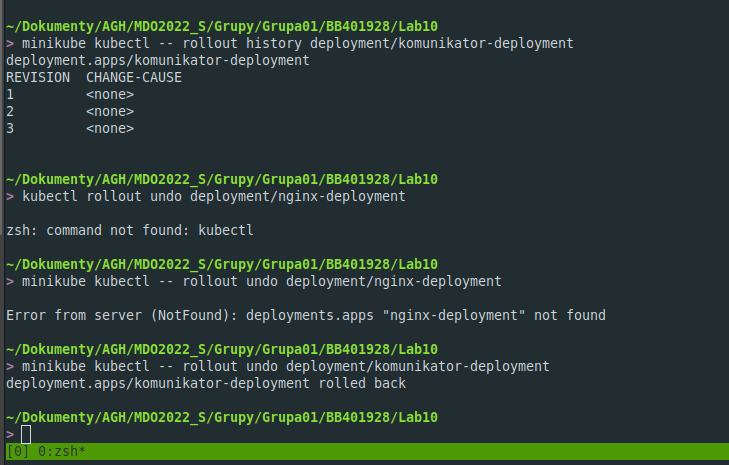 ~/Dokumenty/AGH/MDO2022_S/Grupy/Grupa01/BB401928/Lab10
> minikube kubectl -- rollout history deployment/komunikator-deployment
deployment.apps/komunikator-deployment
REVISION  CHANGE-CAUSE
1         <none>
2         <none>
3         <none>
~/Dokumenty/AGH/MDO2022_S/Grupy/Grupa01/BB401928/Lab10
> kubectl rollout undo deployment/nginx-deployment
zsh: command not found: kubectl
~/Dokumenty/AGH/MDO2022_S/Grupy/Grupa01/BB401928/Lab10
> minikube kubectl -- rollout undo deployment/nginx-deployment
Error from server (NotFound): deployments.apps "nginx-deployment" not found
~/Dokumenty/AGH/MDO2022_S/Grupy/Grupa01/BB401928/Lab10
> minikube kubectl -- rollout undo deployment/komunikator-deployment
deployment.apps/komunikator-deployment rolled back
~/Dokumenty/AGH/MDO2022_S/Grupy/Grupa01/BB401928/Lab10
>
[0] 0:zsh*